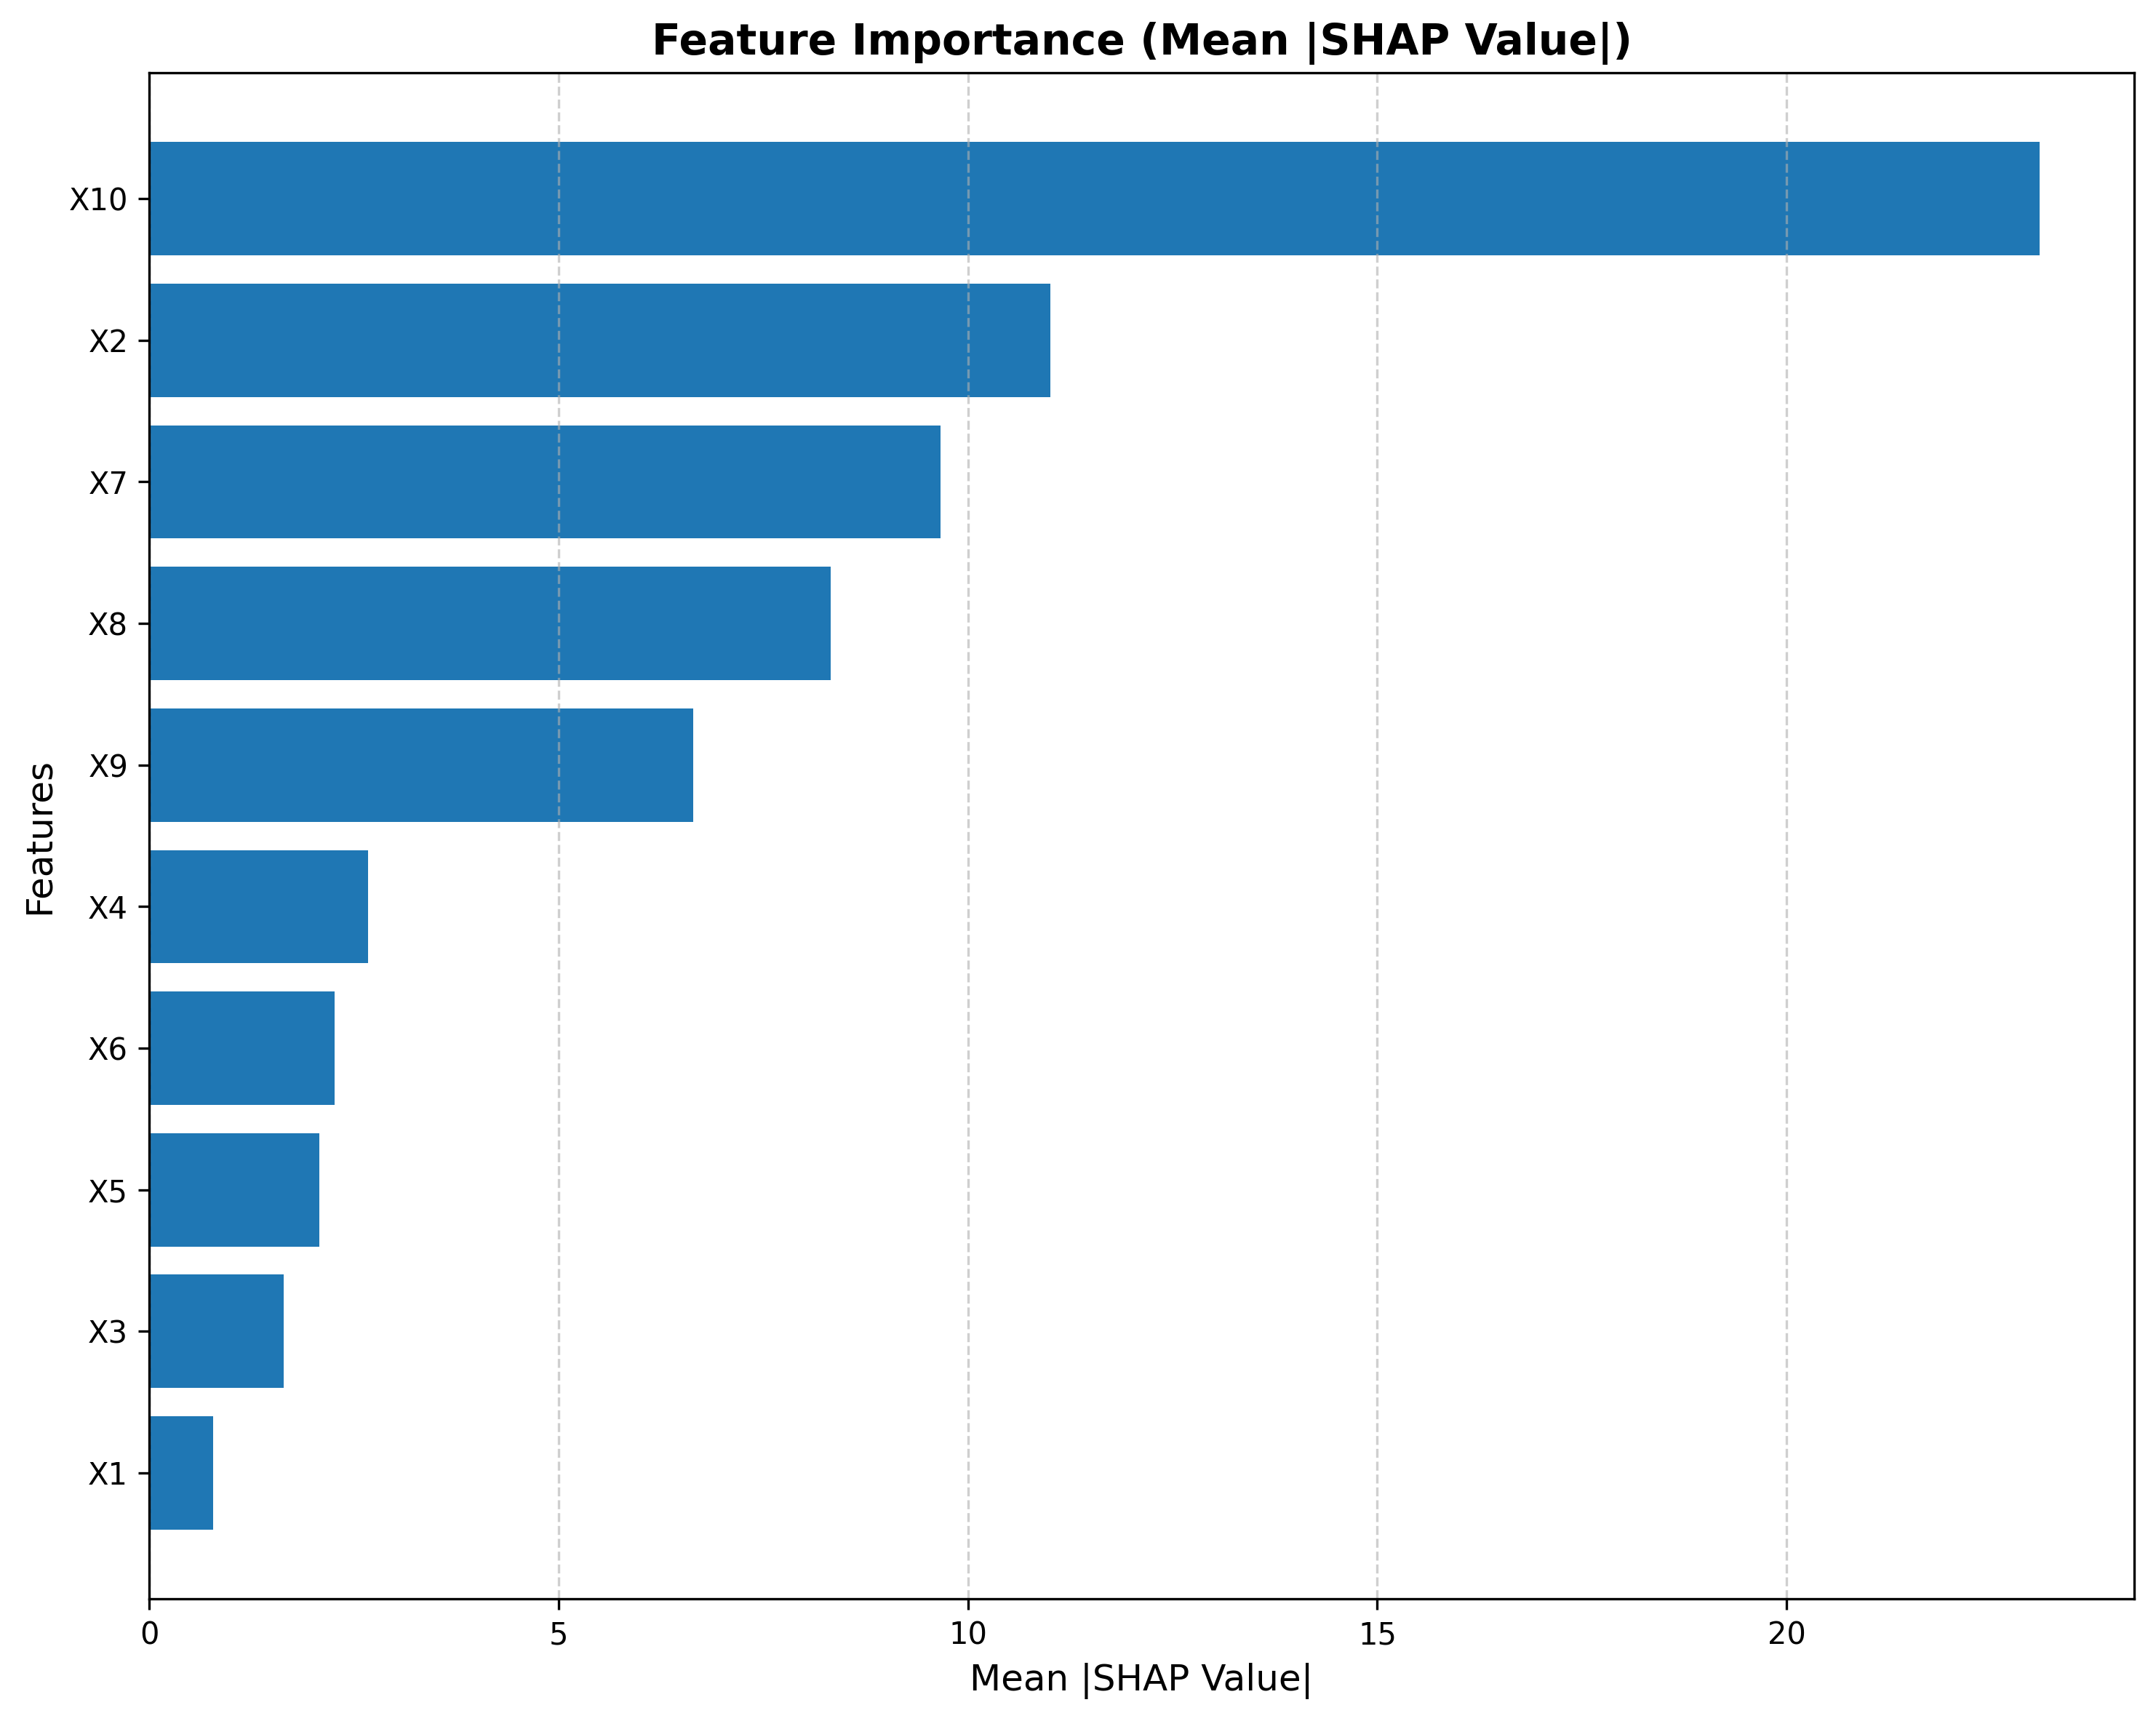 Feature Importance (Mean |SHAP Value|)
Features
X10
X2
X7
X8
X9
X4
X6
X5
X3
X1
0 5 10 15 20
Mean |SHAP Value|